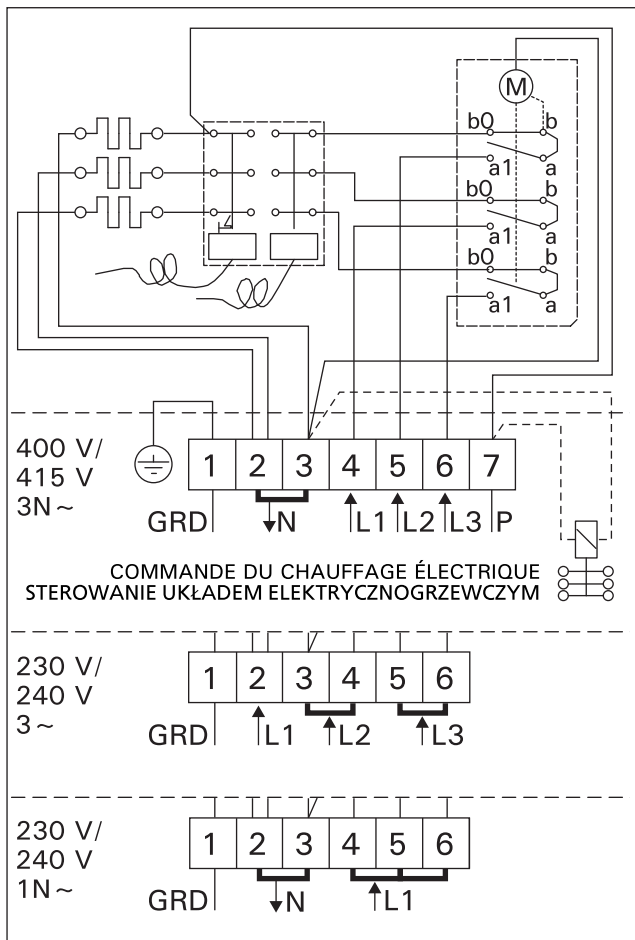 M
b0 b
a1 a
b0 b
a1 a
b0 b
a1 a
400 V/
415 V
3N ~
1 2 3 4 5 6 7
GRD N L1 L2 L3 P
COMMANDE DU CHAUFFAGE ÉLECTRIQUE
STEROWANIE UKŁADEM ELEKTRYCZNOGRZEWCZYM
230 V/
240 V
3 ~
1 2 3 4 5 6
GRD L1 L2 L3
230 V/
240 V
1N ~
1 2 3 4 5 6
GRD N L1